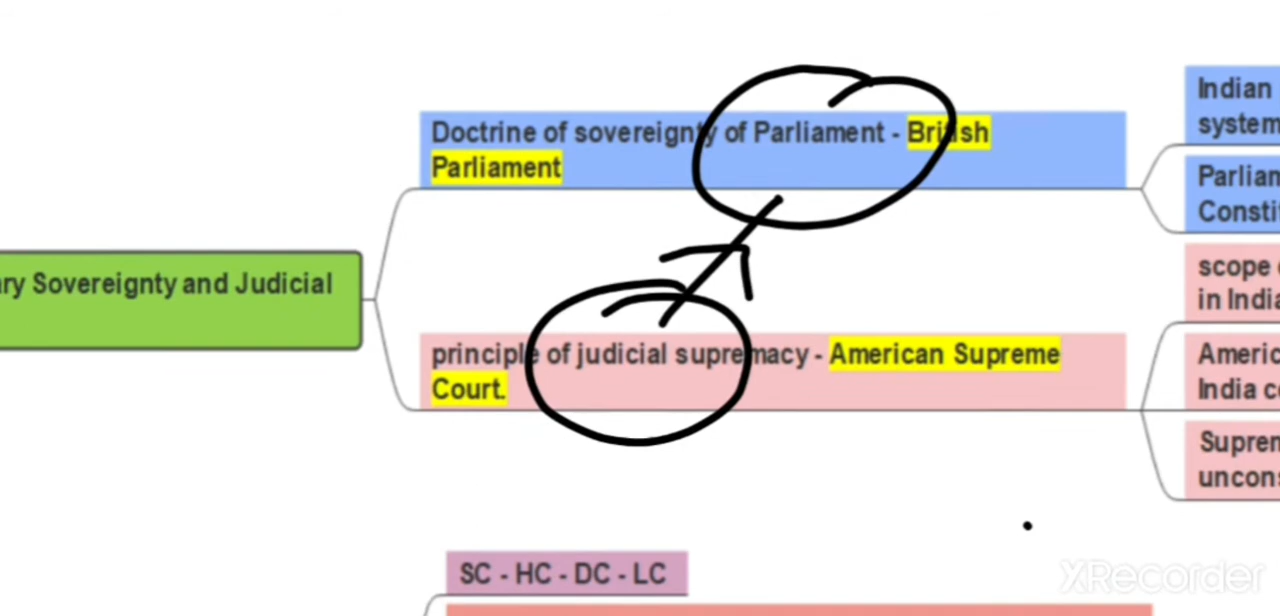 Doctrine of sovereignty of Parliament - British
Parliament
Indian
system
Parliam
Constit
ary Sovereignty and Judicial
scope
in India
principle of judicial supremacy - American Supreme
Court.
Americ
India c
Suprem
uncons
SC - HC - DC - LC
XRecorder